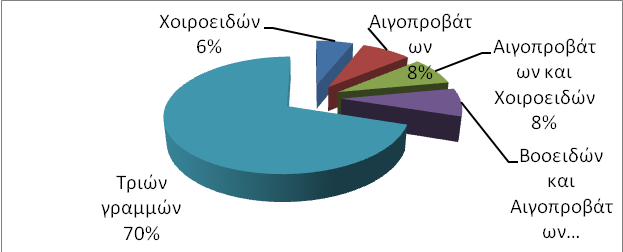 Χοιροειδών
6%
Αιγοπροβάτ
ων
8%
Αιγοπροβάτ
ων και
Χοιροειδών
8%
Βοοειδών
και
Αιγοπροβάτ
ων...
Τριών
γραμμών
70%